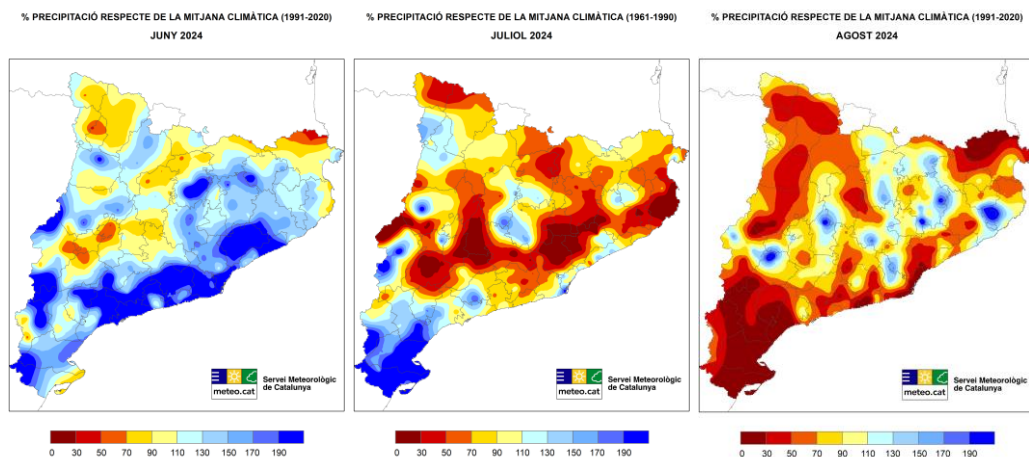 % PRECIPITACIÓ RESPECTE DE LA MITJANA CLIMÀTICA (1991-2020)
JUNY 2024
Servei Meteorològic
de Catalunya
meteo.cat
0 30 50 70 90 110 130 150 170 190
% PRECIPITACIÓ RESPECTE DE LA MITJANA CLIMÀTICA (1961-1990)
JULIOL 2024
Servei Meteorològic
de Catalunya
meteo.cat
0 30 50 70 90 110 130 150 170 190
% PRECIPITACIÓ RESPECTE DE LA MITJANA CLIMÀTICA (1991-2020)
AGOST 2024
Servei Meteorològic
de Catalunya
meteo.cat
0 30 50 70 90 110 130 150 170 190